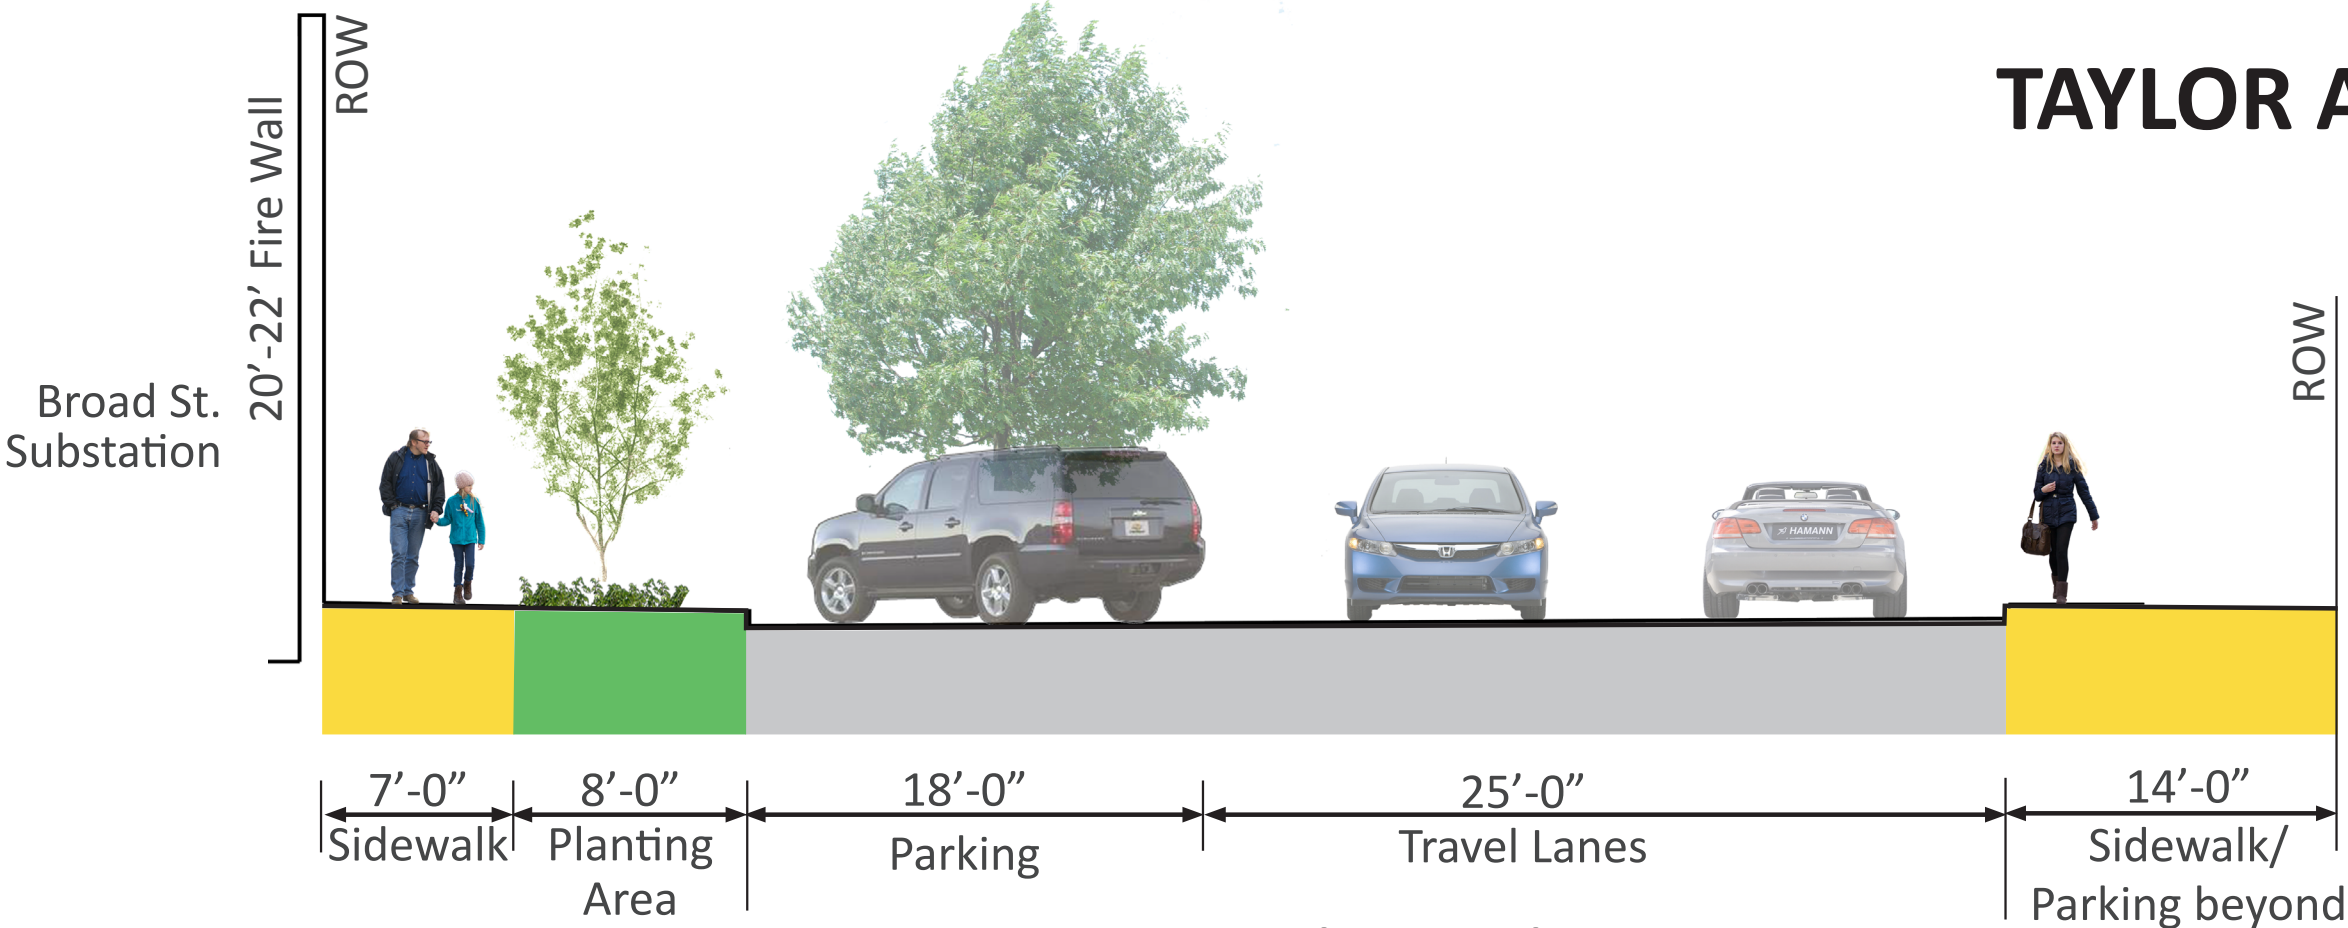 TAYLOR A
ROW
20’-22’ Fire Wall
Broad St.
Substation
ROW
HAMANN
7’-0”
8’-0”
18’-0”
25’-0”
14’-0”
Sidewalk
Planting
Area
Parking
Travel Lanes
Sidewalk/
Parking beyond